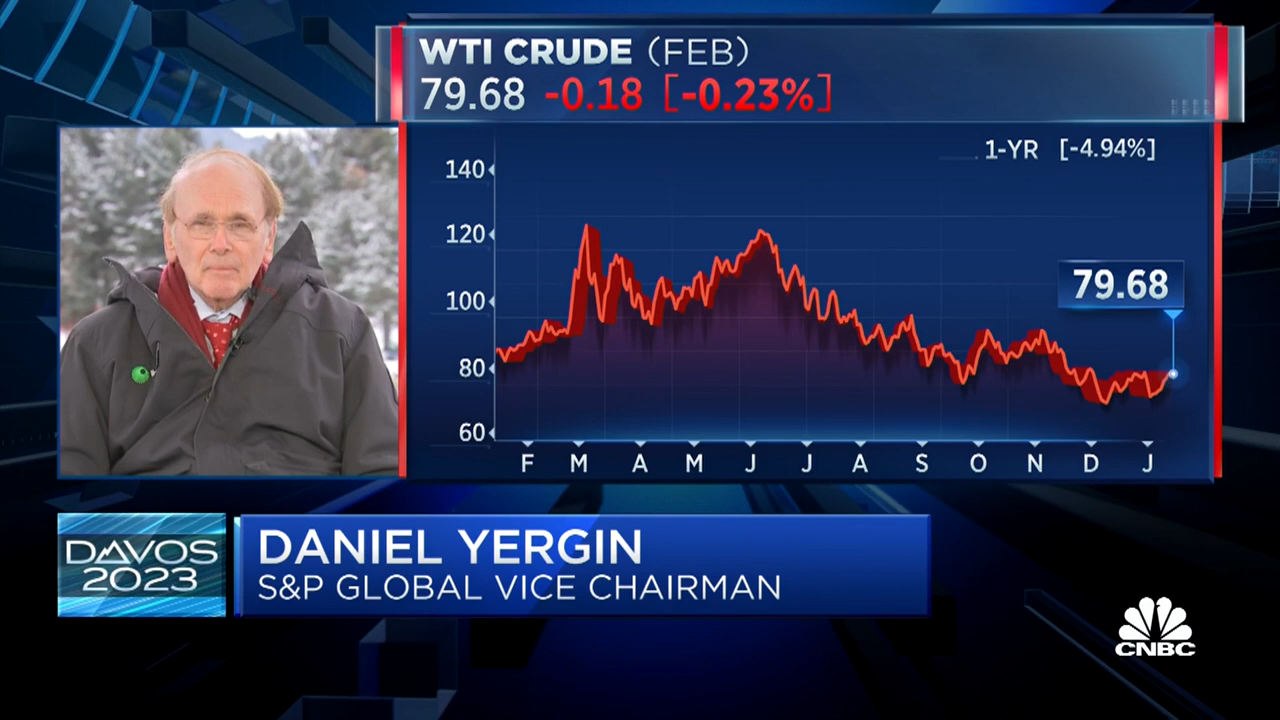 WTI CRUDE (FEB)
79.68 -0.18 [-0.23%]
1-YR [-4.94%]
140
120
100
80
60
79.68
F M A M J J A S O N D J
DAVOS
2023
DANIEL YERGIN
S&P GLOBAL VICE CHAIRMAN
CNBC